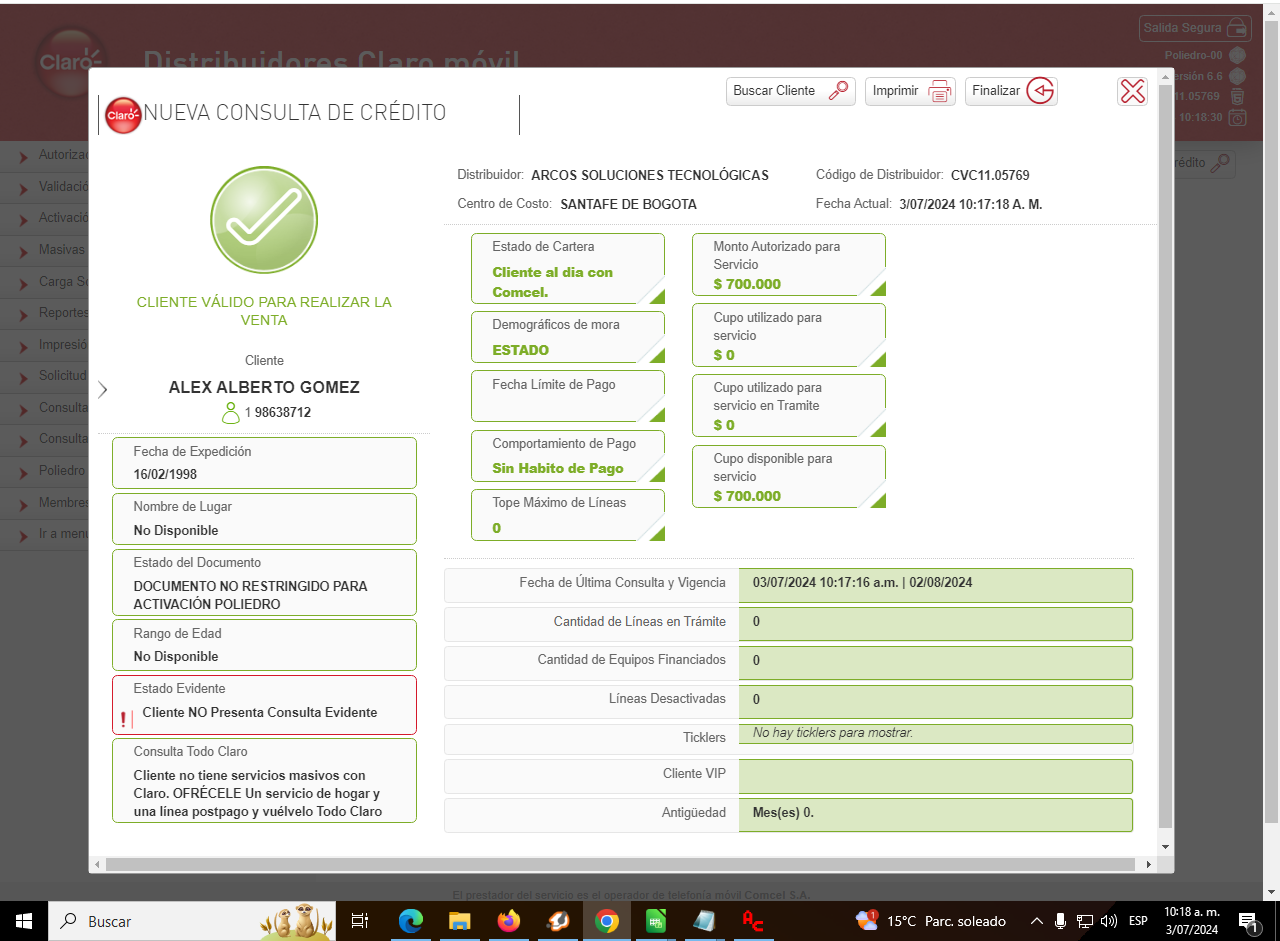 Salida Segura
Claro
Distribuidores Claro móvil
Poliedro-00
ersión 6.6
11.05769
10:18:30
Buscar Cliente
Imprimir
Finalizar
Claro
NUEVA CONSULTA DE CRÉDITO
Autoriza
Validació
Activació
Masivas
Carga S
Reportes
Impresió
Solicitud
Consulta
Consulta
Poliedro
Membres
Ir a menu
rédito
CLIENTE VÁLIDO PARA REALIZAR LA
VENTA
Cliente
ALEX ALBERTO GOMEZ
1 98638712
Fecha de Expedición
16/02/1998
Nombre de Lugar
No Disponible
Estado del Documento
DOCUMENTO NO RESTRINGIDO PARA
ACTIVACIÓN POLIEDRO
Rango de Edad
No Disponible
Estado Evidente
Cliente NO Presenta Consulta Evidente
Consulta Todo Claro
Cliente no tiene servicios masivos con
Claro. OFRÉCELE Un servicio de hogar y
una línea postpago y vuélvelo Todo Claro
Distribuidor: ARCOS SOLUCIONES TECNOLÓGICAS
Código de Distribuidor: CVC11.05769
Centro de Costo: SANTAFE DE BOGOTA
Fecha Actual: 3/07/2024 10:17:18 A. M.
Estado de Cartera
Cliente al dia con
Comcel.
Demográficos de mora
ESTADO
Fecha Límite de Pago
Comportamiento de Pago
Sin Habito de Pago
Tope Máximo de Líneas
0
Monto Autorizado para
Servicio
$ 700.000
Cupo utilizado para
servicio
$ 0
Cupo utilizado para
servicio en Tramite
$ 0
Cupo disponible para
servicio
$ 700.000
Fecha de Última Consulta y Vigencia 03/07/2024 10:17:16 a.m. | 02/08/2024
Cantidad de Líneas en Trámite 0
Cantidad de Equipos Financiados 0
Líneas Desactivadas 0
Ticklers No hay ticklers para mostrar.
Cliente VIP
Antigüedad Mes(es) 0.
El prestador del servicio es el operador de telefonía móvil Comcel S.A.
Buscar
1
15°C Parc. soleado
ESP
10:18 a. m.
3/07/2024
1